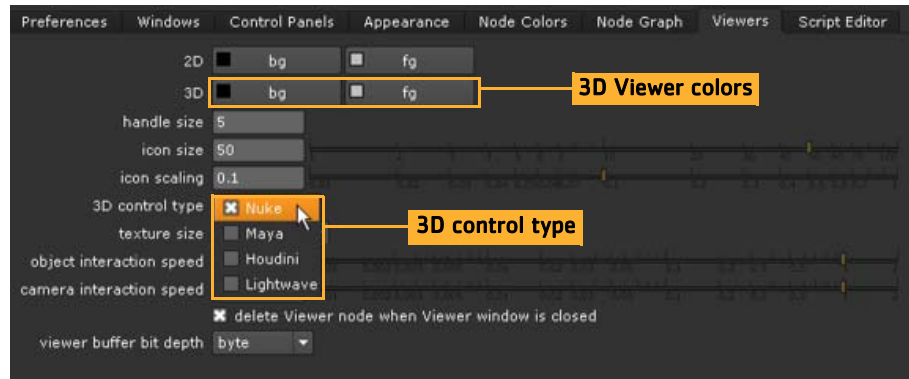 Preferences Windows Control Panels Appearance Node Colors Node Graph Viewers Script Editor
2D bg fg
3D bg fg
3D Viewer colors
handle size 5
icon size 50
icon scaling 0.1
3D control type Nuke
3D control type
texture size Maya
Houdini
object interaction speed
Lightwave
camera interaction speed
delete Viewer node when Viewer window is closed
viewer buffer bit depth byte